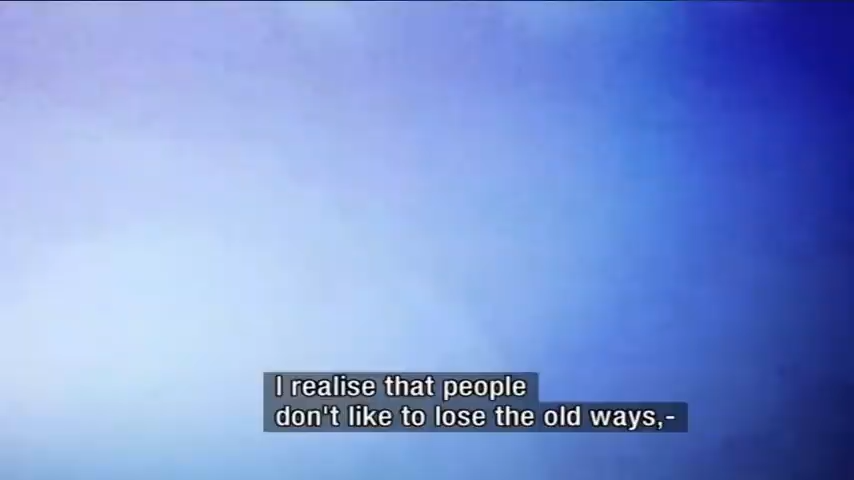 I realise that people
don't like to lose the old ways,-